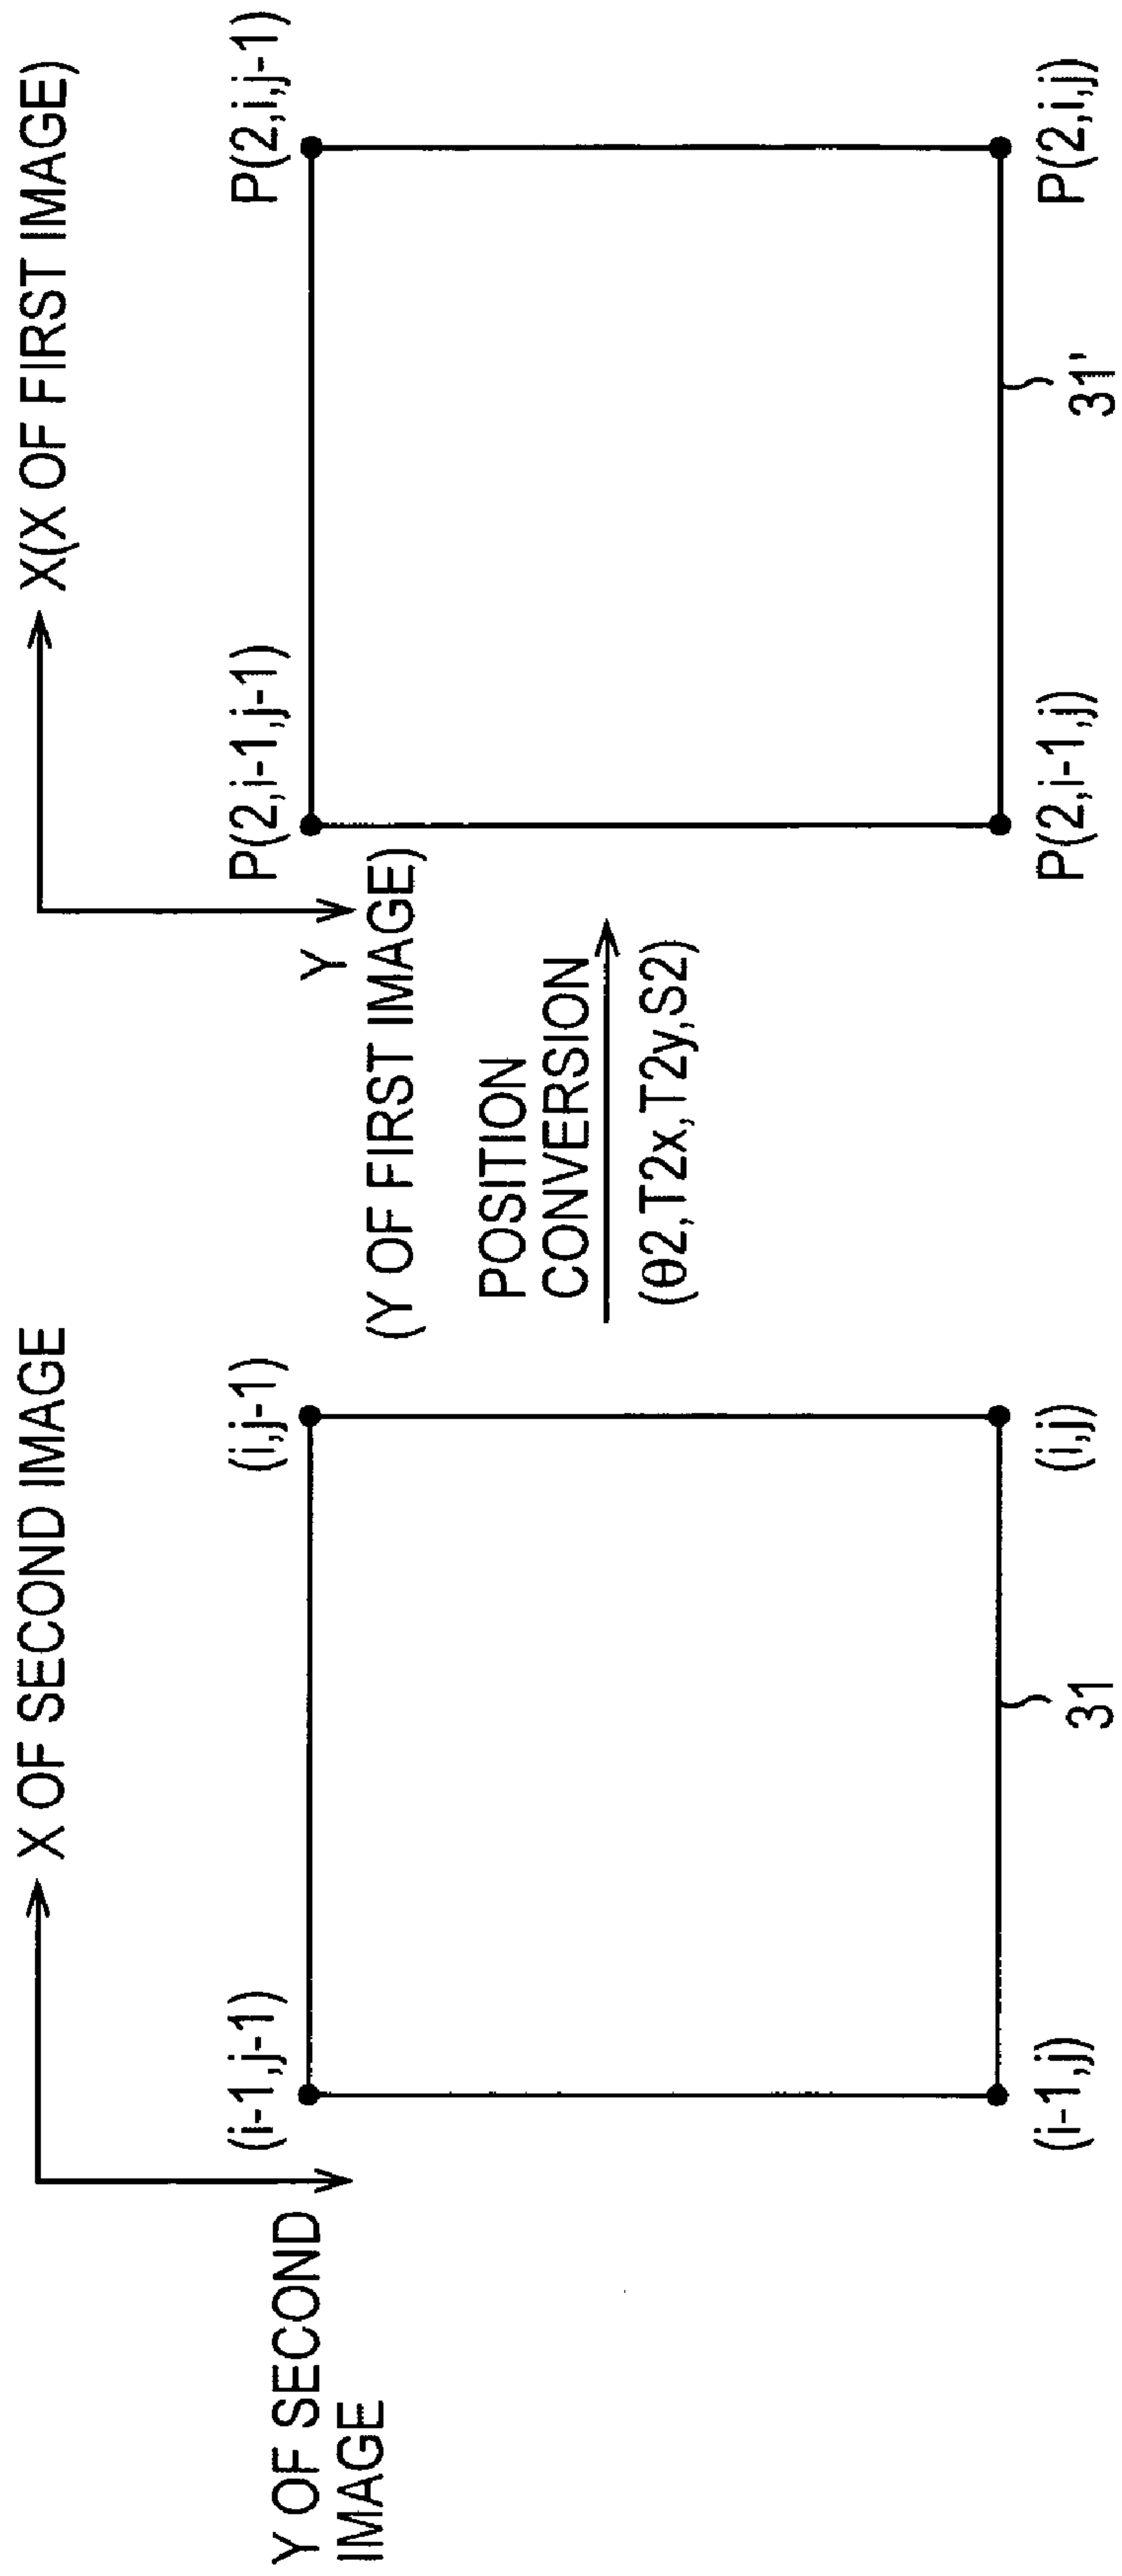 X OF SECOND IMAGE
Y OF SECOND
IMAGE
(i-1,j-1)
(i,j-1)
(i-1,j)
(i,j)
31
POSITION
CONVERSION
(θ2,T2x,T2y,S2)
X(X OF FIRST IMAGE)
Y
(Y OF FIRST IMAGE)
P(2,i-1,j-1)
P(2,i,j-1)
P(2,i-1,j)
P(2,i,j)
31'